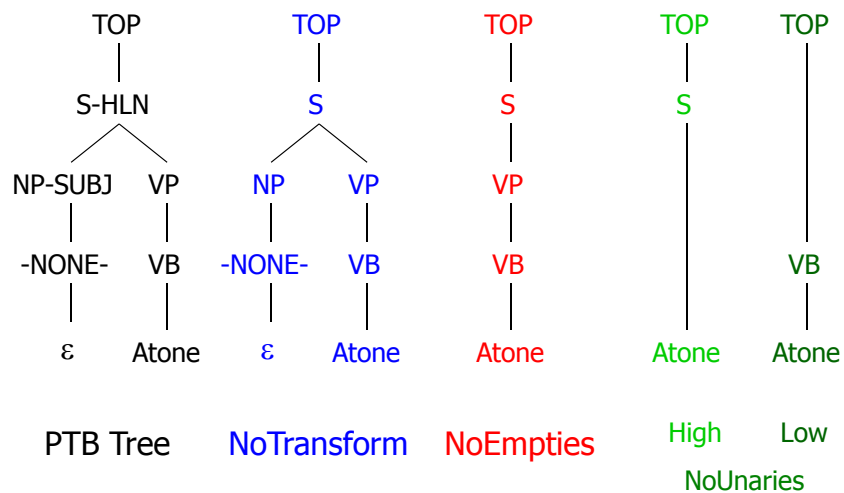 TOP TOP TOP TOP TOP
S-HLN S S S
NP-SUBJ VP NP VP VP
-NONE- VB -NONE- VB VB VB
ε Atone ε Atone Atone Atone Atone
PTB Tree NoTransform NoEmpties High Low
NoUnaries